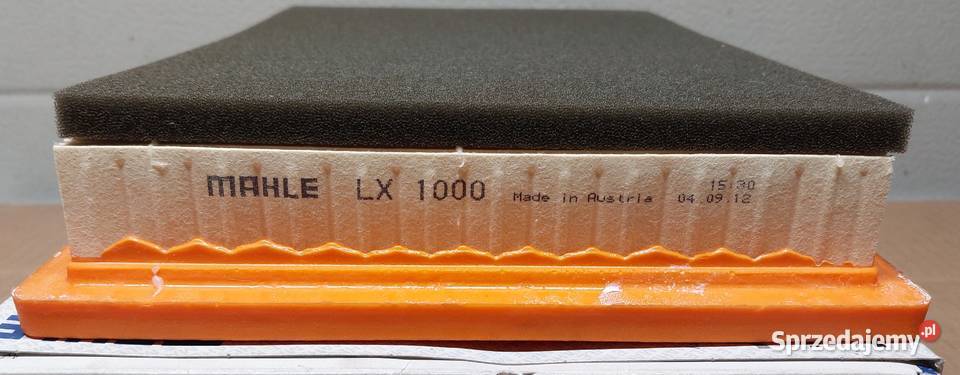 MAHLE LX 1000 Made in Austria 15:30
04.09.12
Sprzedajemy.pl